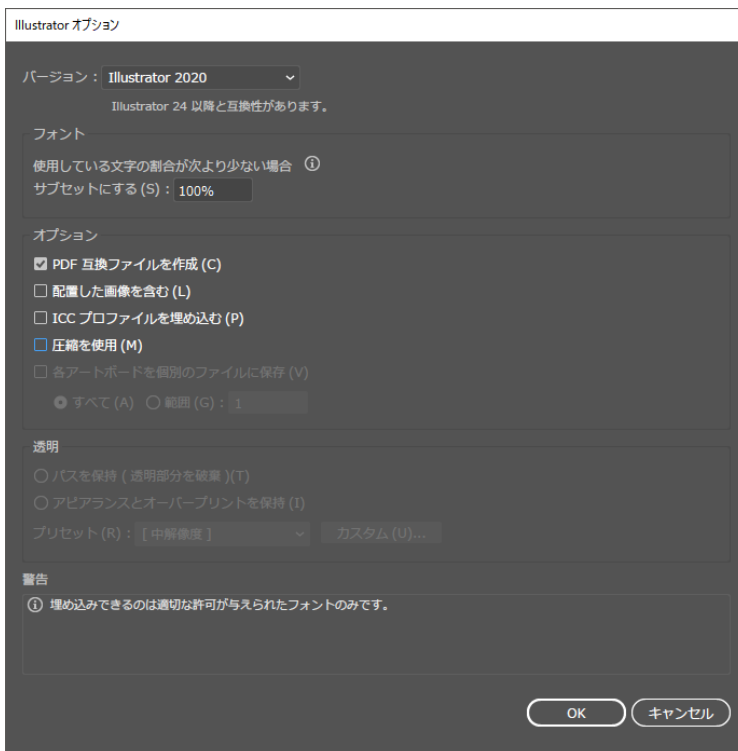 Illustrator オプション
バージョン : Illustrator 2020
Illustrator 24 以降と互換性があります。
フォント
使用している文字の割合が次より少ない場合
サブセットにする (S) : 100%
オプション
PDF 互換ファイルを作成 (C)
配置した画像を含む (L)
ICC プロファイルを埋め込む (P)
圧縮を使用 (M)
各アートボードを個別のファイルに保存 (V)
すべて (A) 範囲 (G) : 1
透明
パスを保持 ( 透明部分を破棄 )(T)
アピアランスとオーバープリントを保持 (I)
プリセット (R) : [ 中解像度 ] カスタム (U)...
警告
埋め込みできるのは適切な許可が与えられたフォントのみです。
OK キャンセル